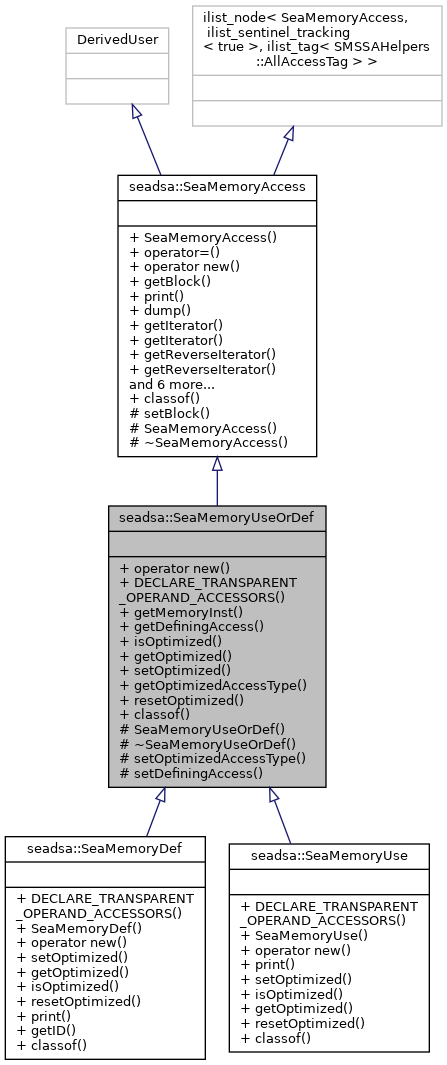 DerivedUser
ilist_node< SeaMemoryAccess,
ilist_sentinel_tracking
< true >, ilist_tag< SMSSAHelpers
::AllAccessTag > >
seadsa::SeaMemoryAccess
+ SeaMemoryAccess()
+ operator=()
+ operator new()
+ getBlock()
+ print()
+ dump()
+ getIterator()
+ getIterator()
+ getReverseIterator()
+ getReverseIterator()
and 6 more...
+ classof()
# setBlock()
# SeaMemoryAccess()
# ~SeaMemoryAccess()
seadsa::SeaMemoryUseOrDef
+ operator new()
+ DECLARE_TRANSPARENT
_OPERAND_ACCESSORS()
+ getMemoryInst()
+ getDefiningAccess()
+ isOptimized()
+ getOptimized()
+ setOptimized()
+ getOptimizedAccessType()
+ resetOptimized()
+ classof()
# SeaMemoryUseOrDef()
# ~SeaMemoryUseOrDef()
# setOptimizedAccessType()
# setDefiningAccess()
seadsa::SeaMemoryDef
+ DECLARE_TRANSPARENT
_OPERAND_ACCESSORS()
+ SeaMemoryDef()
+ operator new()
+ setOptimized()
+ getOptimized()
+ isOptimized()
+ resetOptimized()
+ print()
+ getID()
+ classof()
seadsa::SeaMemoryUse
+ DECLARE_TRANSPARENT
_OPERAND_ACCESSORS()
+ SeaMemoryUse()
+ operator new()
+ print()
+ setOptimized()
+ isOptimized()
+ getOptimized()
+ resetOptimized()
+ classof()